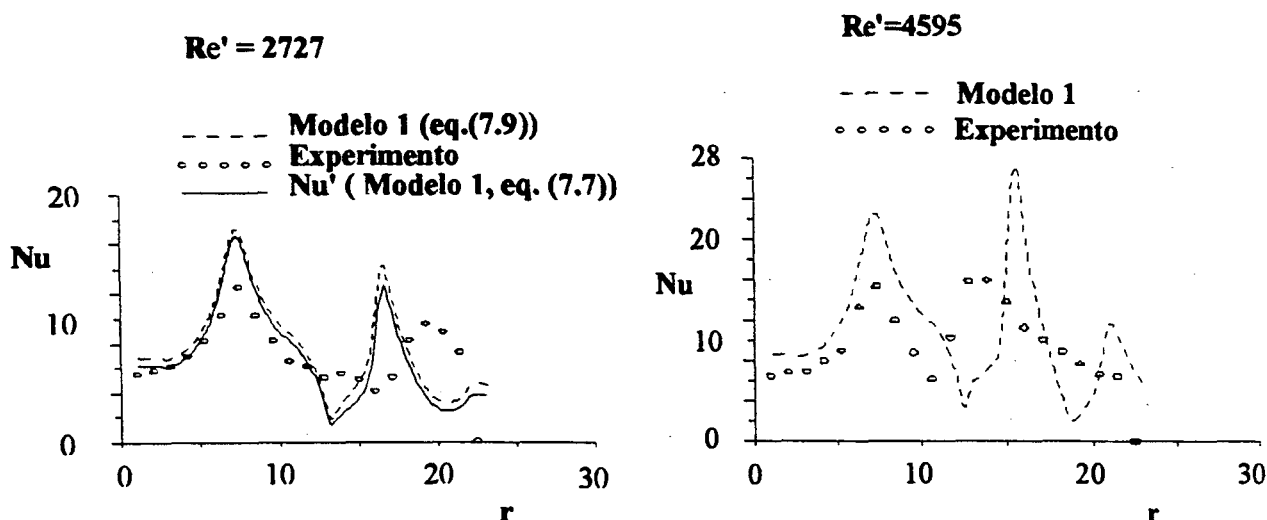 Re' = 2727
Modelo 1 (eq.(7.9))
Experimento
Nu' ( Modelo 1, eq. (7.7))
20
Nu
10
0
0
10
20
30
r
Re'=4595
Modelo 1
Experimento
28
20
Nu
10
0
0
10
20
30
r